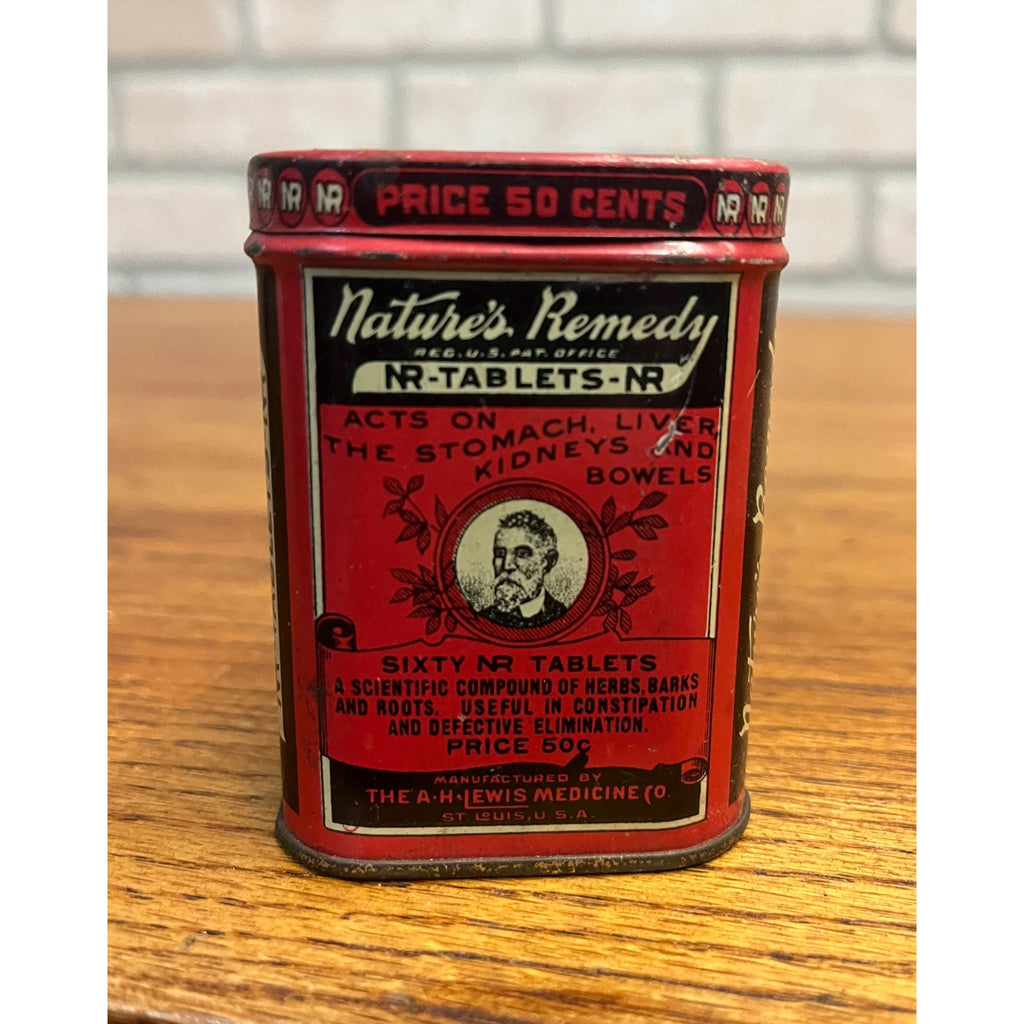 NR NR NR PRICE 50 CENTS NR NR NR
Nature's Remedy
REG. U.S. PAT. OFFICE
NR-TABLETS-NR
ACTS ON
THE STOMACH, LIVER,
KIDNEYS AND
BOWELS
SIXTY NR TABLETS
A SCIENTIFIC COMPOUND OF HERBS, BARKS
AND ROOTS. USEFUL IN CONSTIPATION
AND DEFECTIVE ELIMINATION.
PRICE 50¢
MANUFACTURED BY
THE A·H·LEWIS MEDICINE CO.
ST. LOUIS, U.S.A.